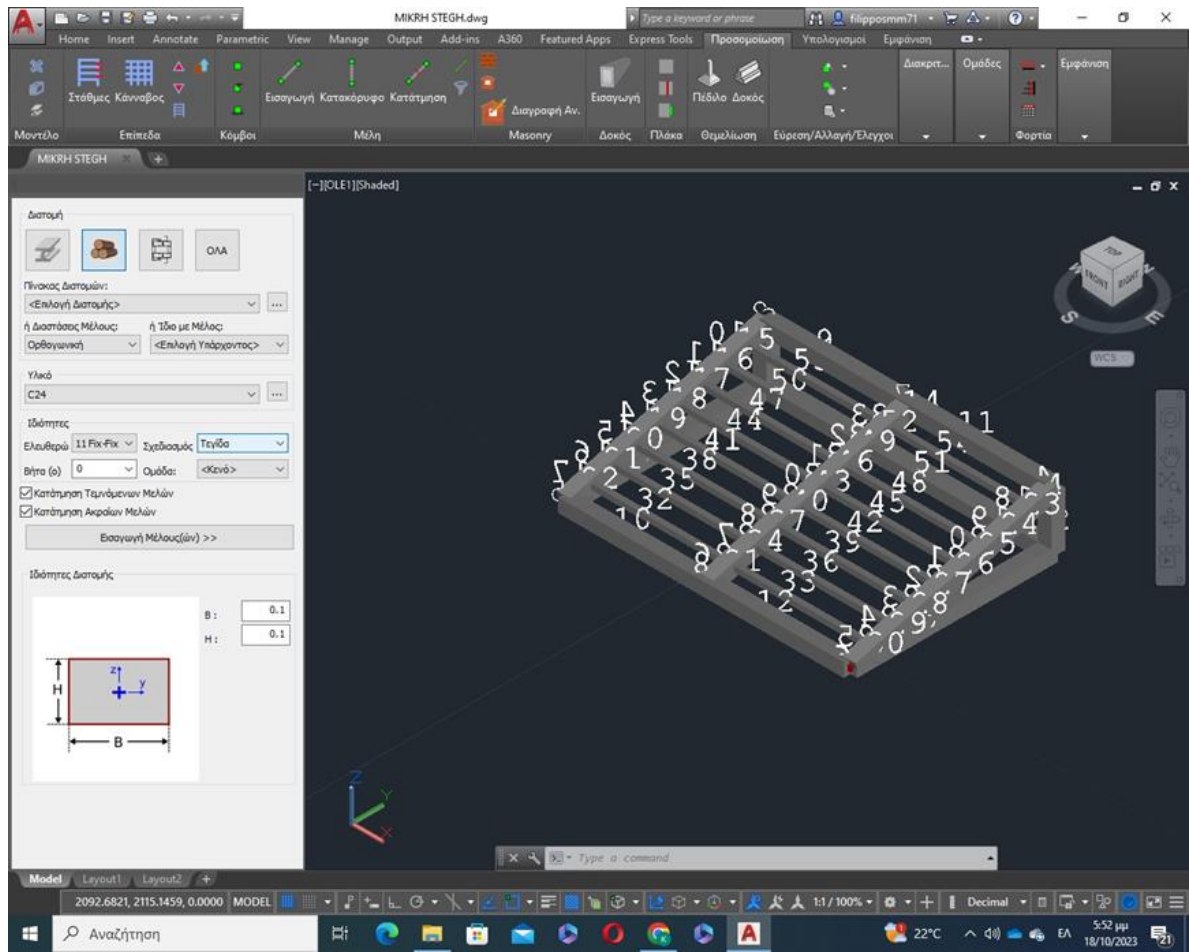 MIKRH STEGH.dwg
Type a keyword or phrase
filipposmm71
Home Insert Annotate Parametric View Manage Output Add-ins A360 Featured Apps Express Tools Προσομοίωση Υπολογισμοί Εμφάνιση
Στάθμες Κάνναβος Εισαγωγή Κατακόρυφο Κατάτμηση Διαγραφή Αν. Εισαγωγή Πέδιλο Δοκός Διακριτ... Ομάδες Εμφάνιση
Μοντέλο Επίπεδα Κόμβοι Μέλη Masonry Δοκός Πλάκα Θεμελίωση Εύρεση/Αλλαγή/Έλεγχοι Φορτία
MIKRH STEGH
[−][OLE1][Shaded]
Διατομή
ΟΛΑ
Πίνακας Διατομών:
<Επιλογή Διατομής>
ή Διαστάσεις Μέλους: ή Ίδιο με Μέλος:
Ορθογωνική <Επιλογή Υπάρχοντος>
Υλικό
C24
Ιδιότητες
Ελευθερώ 11 Fix-Fix Σχεδιασμός Τεγίδα
Βήτα (ο) 0 Ομάδα: <Κενό>
Κατάτμηση Τεμνόμενων Μελών
Κατάτμηση Ακραίων Μελών
Εισαγωγή Μέλους(ών) >>
Ιδιότητες Διατομής
B : 0.1
H : 0.1
z
y
H
B
TOP
FRONT RIGHT
S E
WCS
Z
Y
X
Type a command
Model Layout1 Layout2 +
2092.6821, 2115.1459, 0.0000 MODEL 1:1 / 100% Decimal
Αναζήτηση 22°C ΕΛ 5:52 μμ
18/10/2023